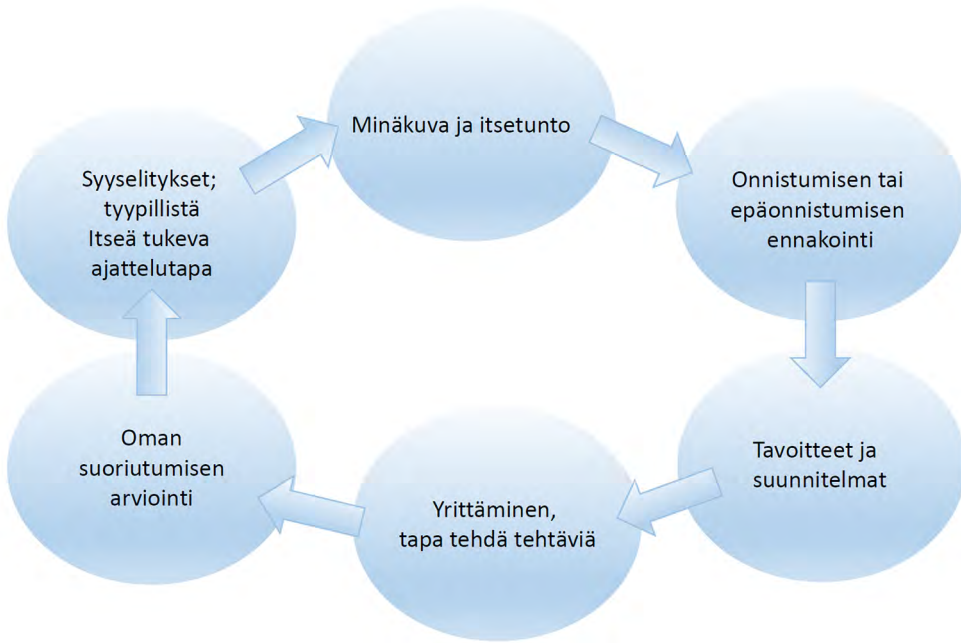 Minäkuva ja itsetunto
Onnistumisen tai
epäonnistumisen
ennakointi
Tavoitteet ja
suunnitelmat
Yrittäminen,
tapa tehdä tehtäviä
Oman
suoriutumisen
arviointi
Syyselitykset;
tyypillistä
Itseä tukeva
ajattelutapa